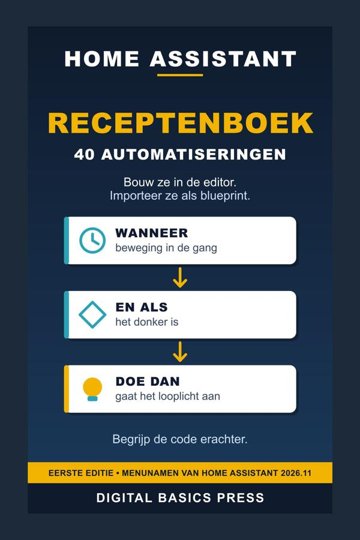 HOME ASSISTANT
RECEPTENBOEK
40 AUTOMATISERINGEN
Bouw ze in de editor.
Importeer ze als blueprint.
WANNEER
beweging in de gang
EN ALS
het donker is
DOE DAN
gaat het looplicht aan
Begrijp de code erachter.
EERSTE EDITIE • MENUNAMEN VAN HOME ASSISTANT 2026.11
DIGITAL BASICS PRESS